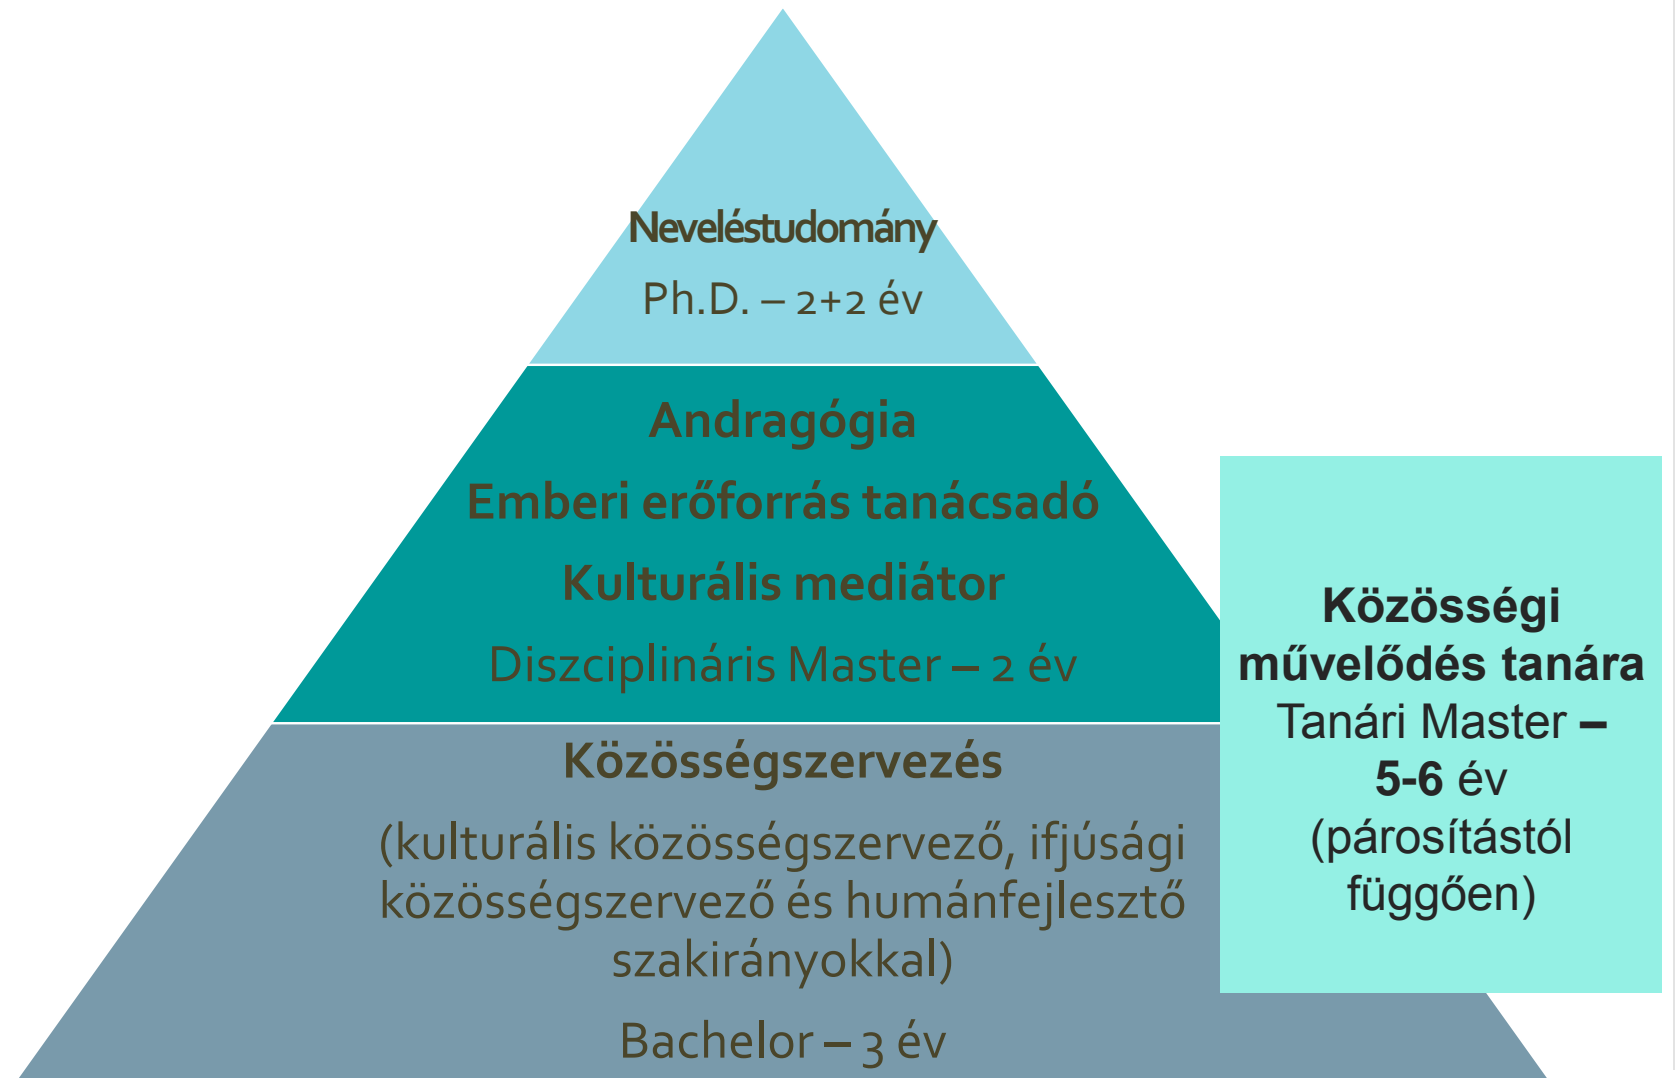 Neveléstudomány
Ph.D. – 2+2 év
Andragógia
Emberi erőforrás tanácsadó
Kulturális mediátor
Diszciplináris Master – 2 év
Közösségszervezés
(kulturális közösségszervező, ifjúsági
közösségszervező és humánfejlesztő
szakirányokkal)
Bachelor – 3 év
Közösségi
művelődés tanára
Tanári Master –
5-6 év
(párosítástól
függően)